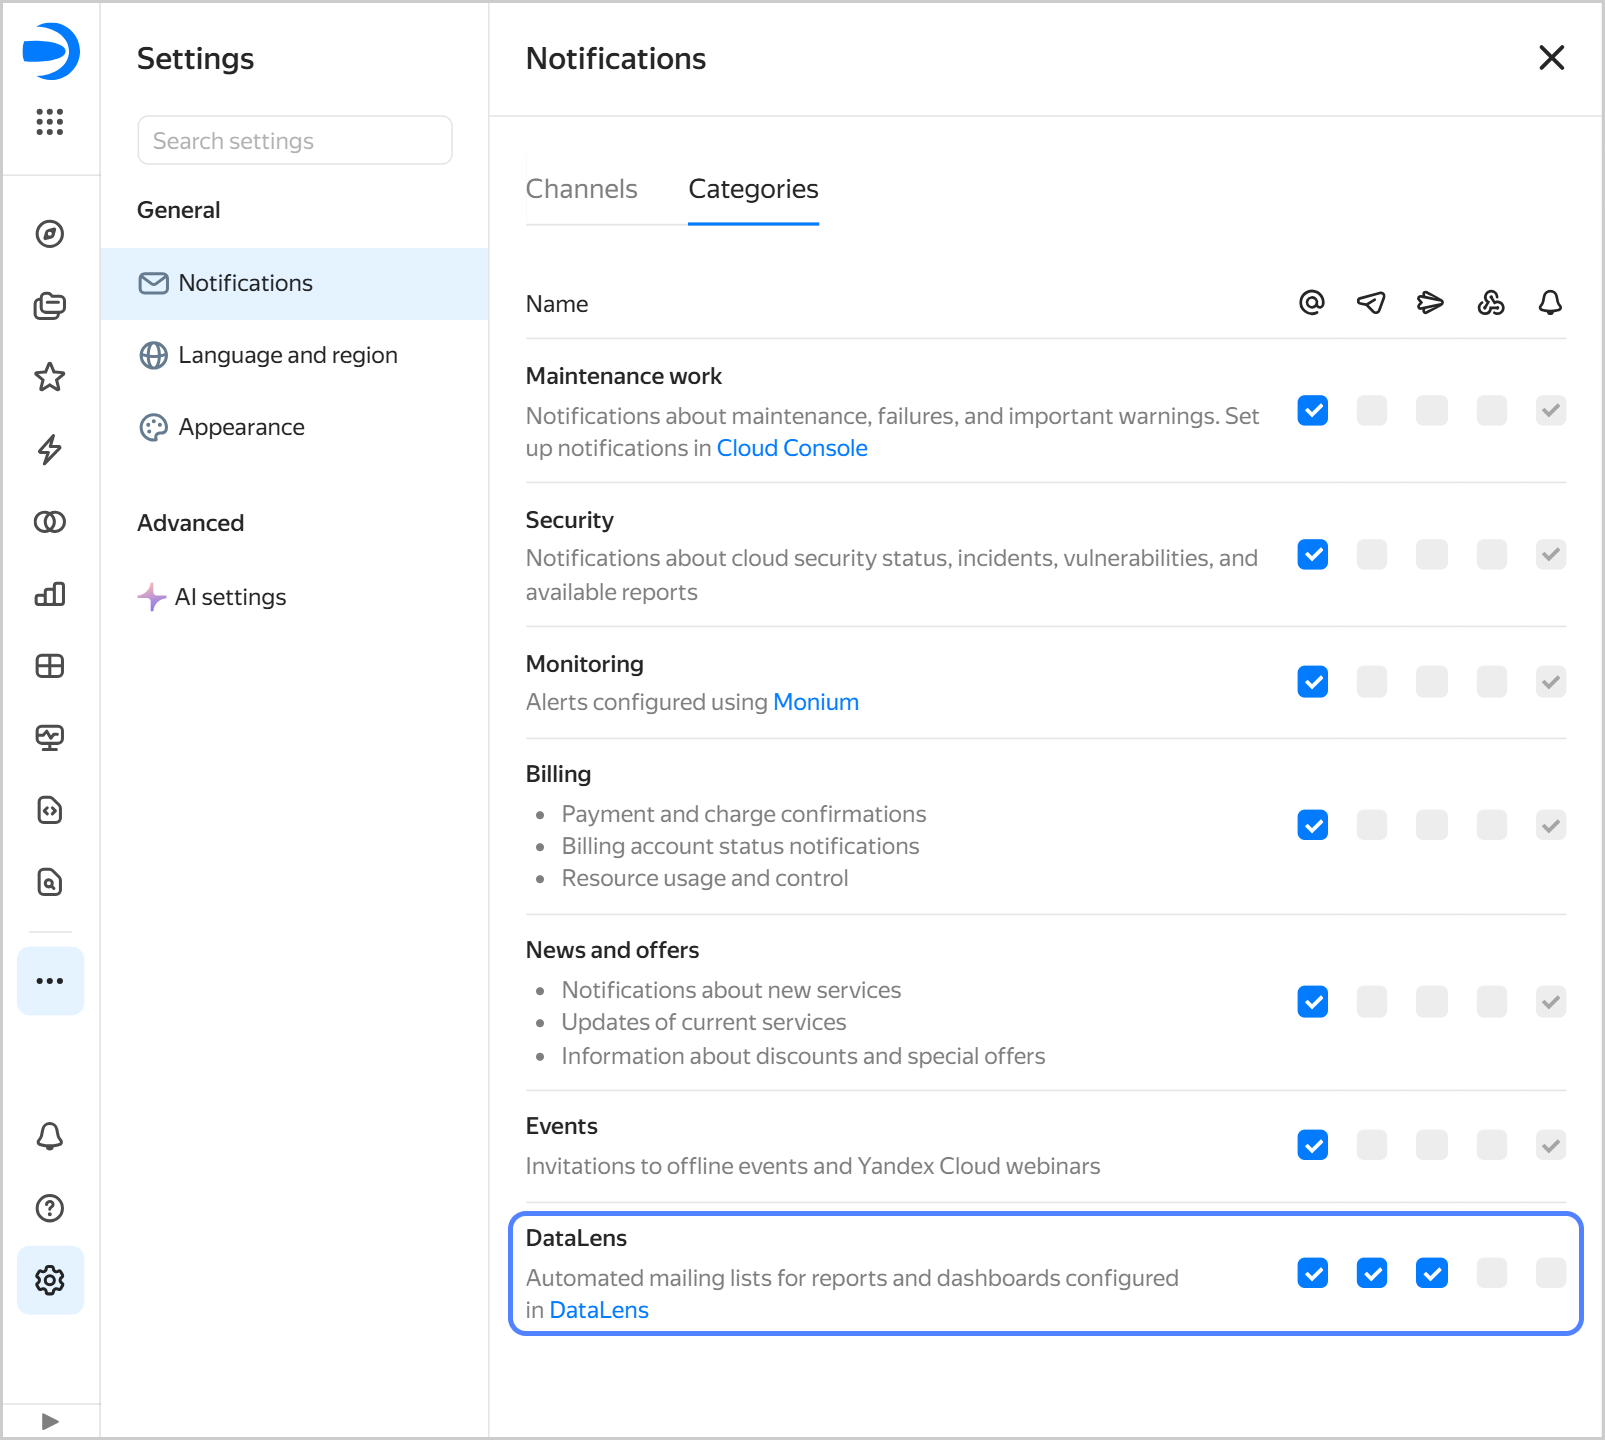 Settings
Search settings
General
Notifications
Language and region
Appearance
Advanced
AI settings
Notifications
Channels
Categories
Name
Maintenance work
Notifications about maintenance, failures, and important warnings. Set
up notifications in Cloud Console
Security
Notifications about cloud security status, incidents, vulnerabilities, and
available reports
Monitoring
Alerts configured using Monium
Billing
Payment and charge confirmations
Billing account status notifications
Resource usage and control
News and offers
Notifications about new services
Updates of current services
Information about discounts and special offers
Events
Invitations to offline events and Yandex Cloud webinars
DataLens
Automated mailing lists for reports and dashboards configured
in DataLens